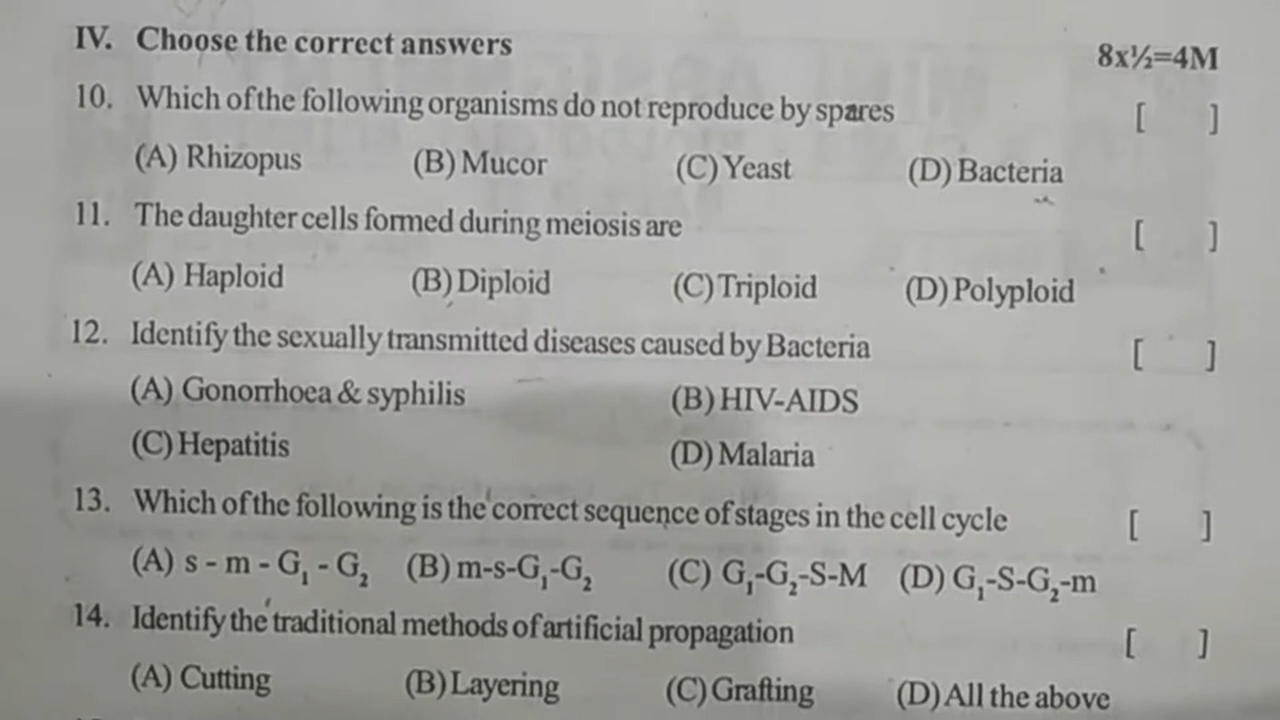 IV. Choose the correct answers 8x½=4M
10. Which of the following organisms do not reproduce by spares [ ]
(A) Rhizopus (B) Mucor (C) Yeast (D) Bacteria
11. The daughter cells formed during meiosis are [ ]
(A) Haploid (B) Diploid (C) Triploid (D) Polyploid
12. Identify the sexually transmitted diseases caused by Bacteria [ ]
(A) Gonorrhoea & syphilis (B) HIV-AIDS
(C) Hepatitis (D) Malaria
13. Which of the following is the correct sequence of stages in the cell cycle [ ]
(A) s - m - G₁ - G₂ (B) m-s-G₁-G₂ (C) G₁-G₂-S-M (D) G₁-S-G₂-m
14. Identify the traditional methods of artificial propagation [ ]
(A) Cutting (B) Layering (C) Grafting (D) All the above